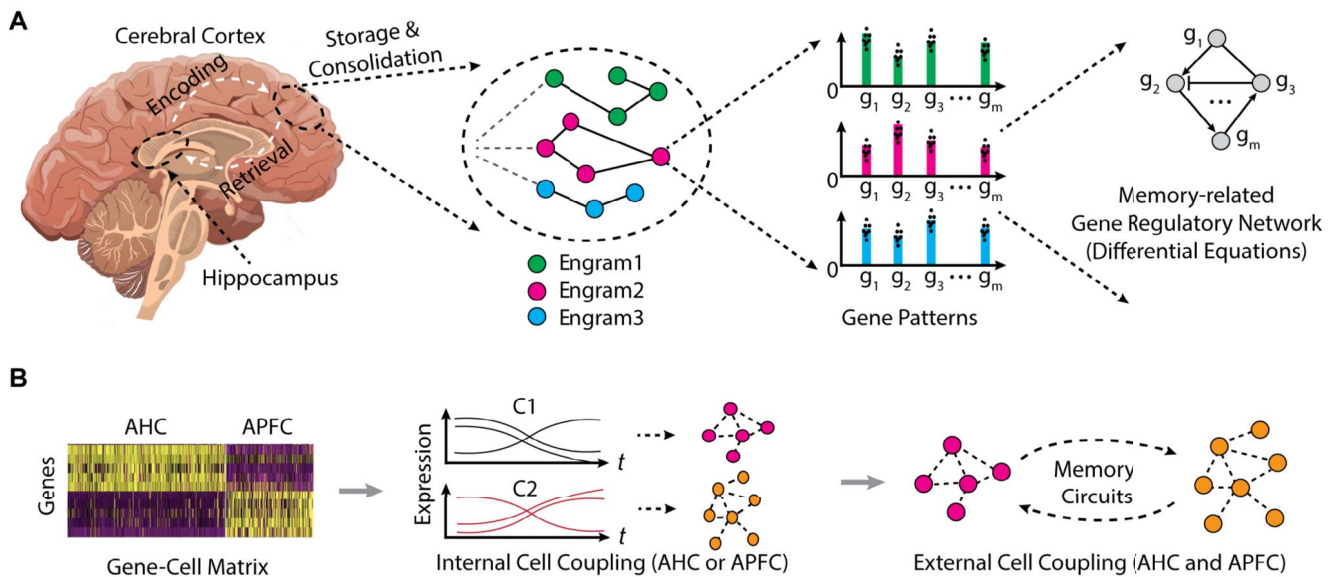 A
Cerebral Cortex
Storage &
Consolidation
Encoding
Retrieval
Hippocampus
Engram1
Engram2
Engram3
0
g1 g2 g3 •••• gm
0
g1 g2 g3 •••• gm
0
g1 g2 g3 •••• gm
Gene Patterns
g1
g2
g3
•••
gm
Memory-related
Gene Regulatory Network
(Differential Equations)
B
AHC APFC
Genes
Gene-Cell Matrix
Expression
C1
t
C2
t
Internal Cell Coupling (AHC or APFC)
Memory
Circuits
External Cell Coupling (AHC and APFC)